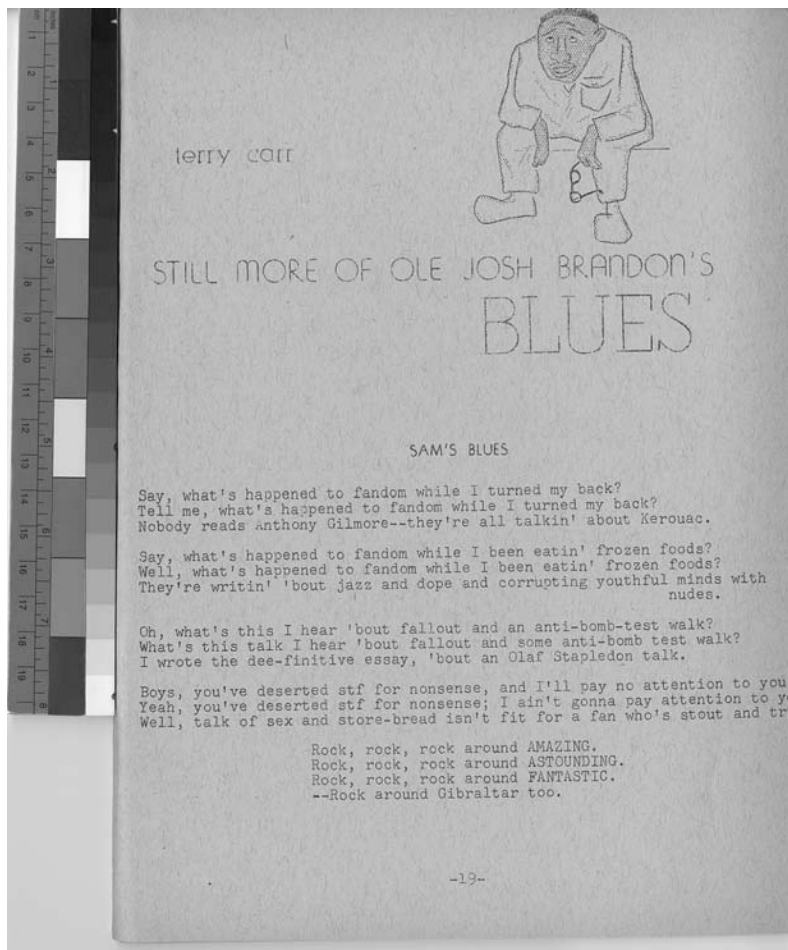 terry carr
STILL MORE OF OLE JOSH BRANDON'S
BLUES
SAM'S BLUES
Say, what's happened to fandom while I turned my back?
Tell me, what's happened to fandom while I turned my back?
Nobody reads Anthony Gilmore--they're all talkin' about Kerouac.
Say, what's happened to fandom while I been eatin' frozen foods?
Well, what's happened to fandom while I been eatin' frozen foods?
They're writin' 'bout jazz and dope and corrupting youthful minds with
nudes.
Oh, what's this I hear 'bout fallout and an anti-bomb-test walk?
What's this talk I hear 'bout fallout and some anti-bomb test walk?
I wrote the dee-finitive essay, 'bout an Olaf Stapledon talk.
Boys, you've deserted stf for nonsense, and I'll pay no attention to you
Yeah, you've deserted stf for nonsense; I ain't gonna pay attention to y
Well, talk of sex and store-bread isn't fit for a fan who's stout and tr
Rock, rock, rock around AMAZING.
Rock, rock, rock around ASTOUNDING.
Rock, rock, rock around FANTASTIC.
--Rock around Gibraltar too.
-19-